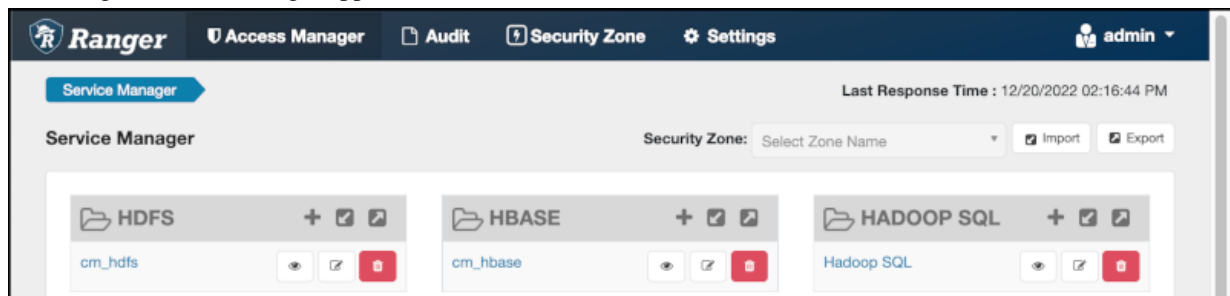 Ranger Access Manager Audit Security Zone Settings admin
Service Manager Last Response Time : 12/20/2022 02:16:44 PM
Service Manager Security Zone: Select Zone Name Import Export
HDFS HBASE HADOOP SQL
cm_hdfs cm_hbase Hadoop SQL